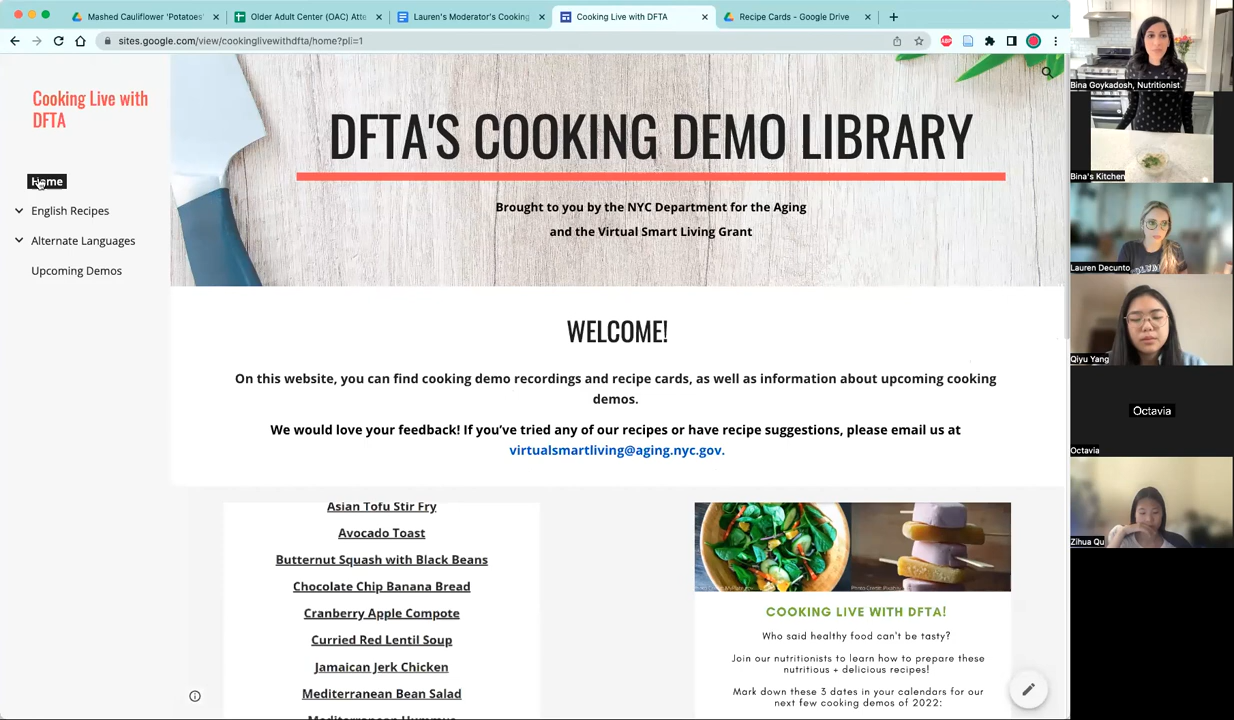 Mashed Cauliflower 'Potatoes'
Older Adult Center (OAC) Atte
Lauren's Moderator's Cooking
Cooking Live with DFTA
Recipe Cards - Google Drive
sites.google.com/view/cookinglivewithdfta/home?pli=1
ABP
Cooking Live with
DFTA
Home
English Recipes
Alternate Languages
Upcoming Demos
DFTA'S COOKING DEMO LIBRARY
Brought to you by the NYC Department for the Aging
and the Virtual Smart Living Grant
WELCOME!
On this website, you can find cooking demo recordings and recipe cards, as well as information about upcoming cooking
demos.
We would love your feedback! If you've tried any of our recipes or have recipe suggestions, please email us at
virtualsmartliving@aging.nyc.gov.
Asian Tofu Stir Fry
Avocado Toast
Butternut Squash with Black Beans
Chocolate Chip Banana Bread
Cranberry Apple Compote
Curried Red Lentil Soup
Jamaican Jerk Chicken
Mediterranean Bean Salad
Mediterranean Hummus
COOKING LIVE WITH DFTA!
Who said healthy food can't be tasty?
Join our nutritionists to learn how to prepare these
nutritious + delicious recipes!
Mark down these 3 dates in your calendars for our
next few cooking demos of 2022:
Bina Goykadosh, Nutritionist
Bina's Kitchen
Lauren Decunto
Qiyu Yang
Octavia
Octavia
Zihua Qu